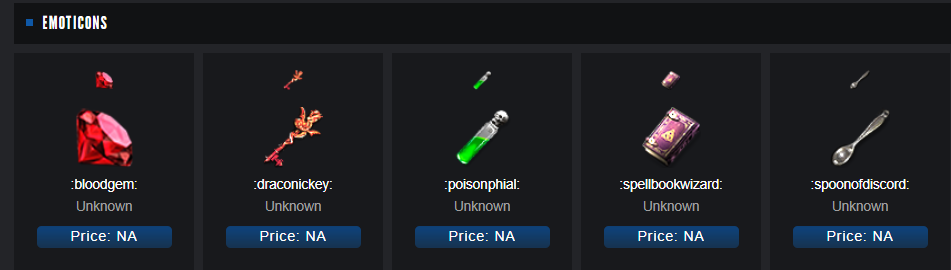 EMOTICONS
:bloodgem: :draconickey: :poisonphial: :spellbookwizard: :spoonofdiscord:
Unknown Unknown Unknown Unknown Unknown
Price: NA Price: NA Price: NA Price: NA Price: NA